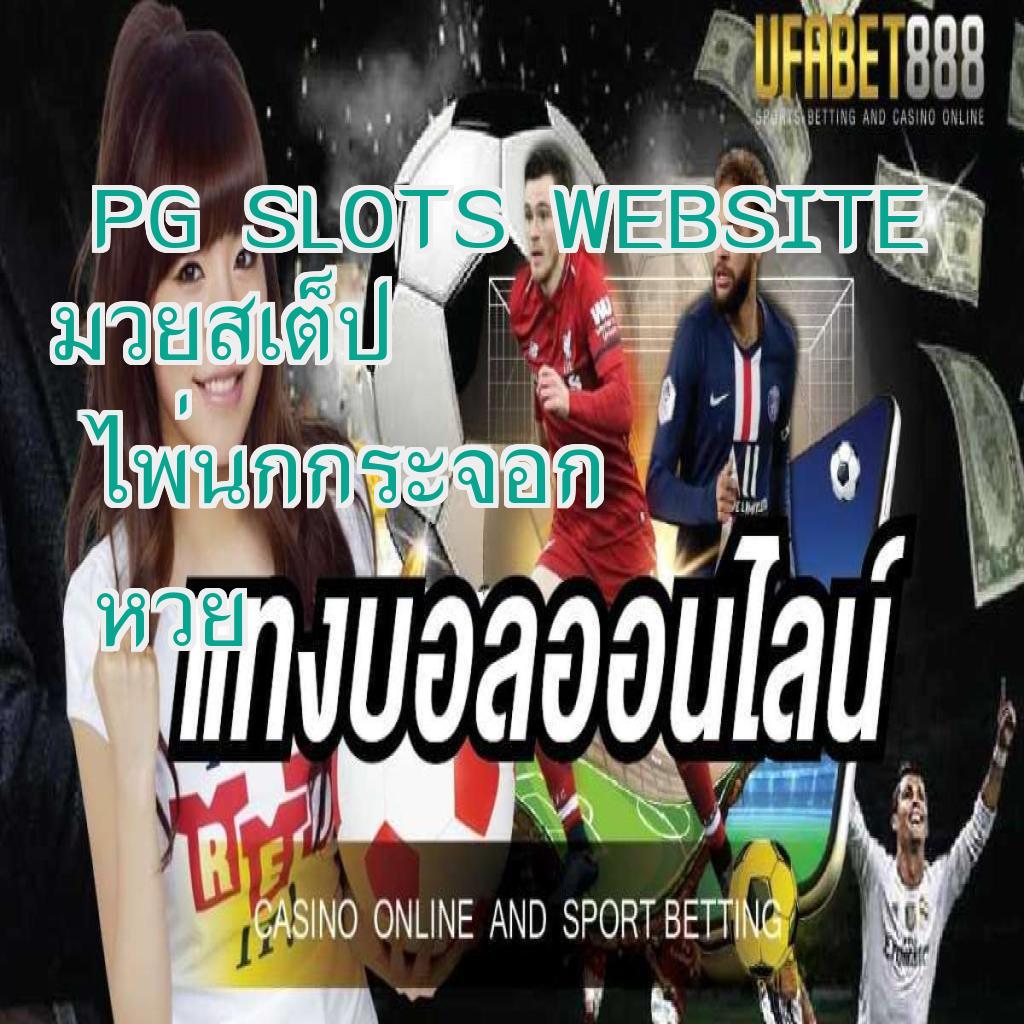 UFABET888
SPORTS BETTING AND CASINO ONLINE
PG SLOTS WEBSITE
มวยสเต็ป
ไพ่นกกระจอก
หวย
แทงบอลออนไลน์
CASINO ONLINE AND SPORT BETTING